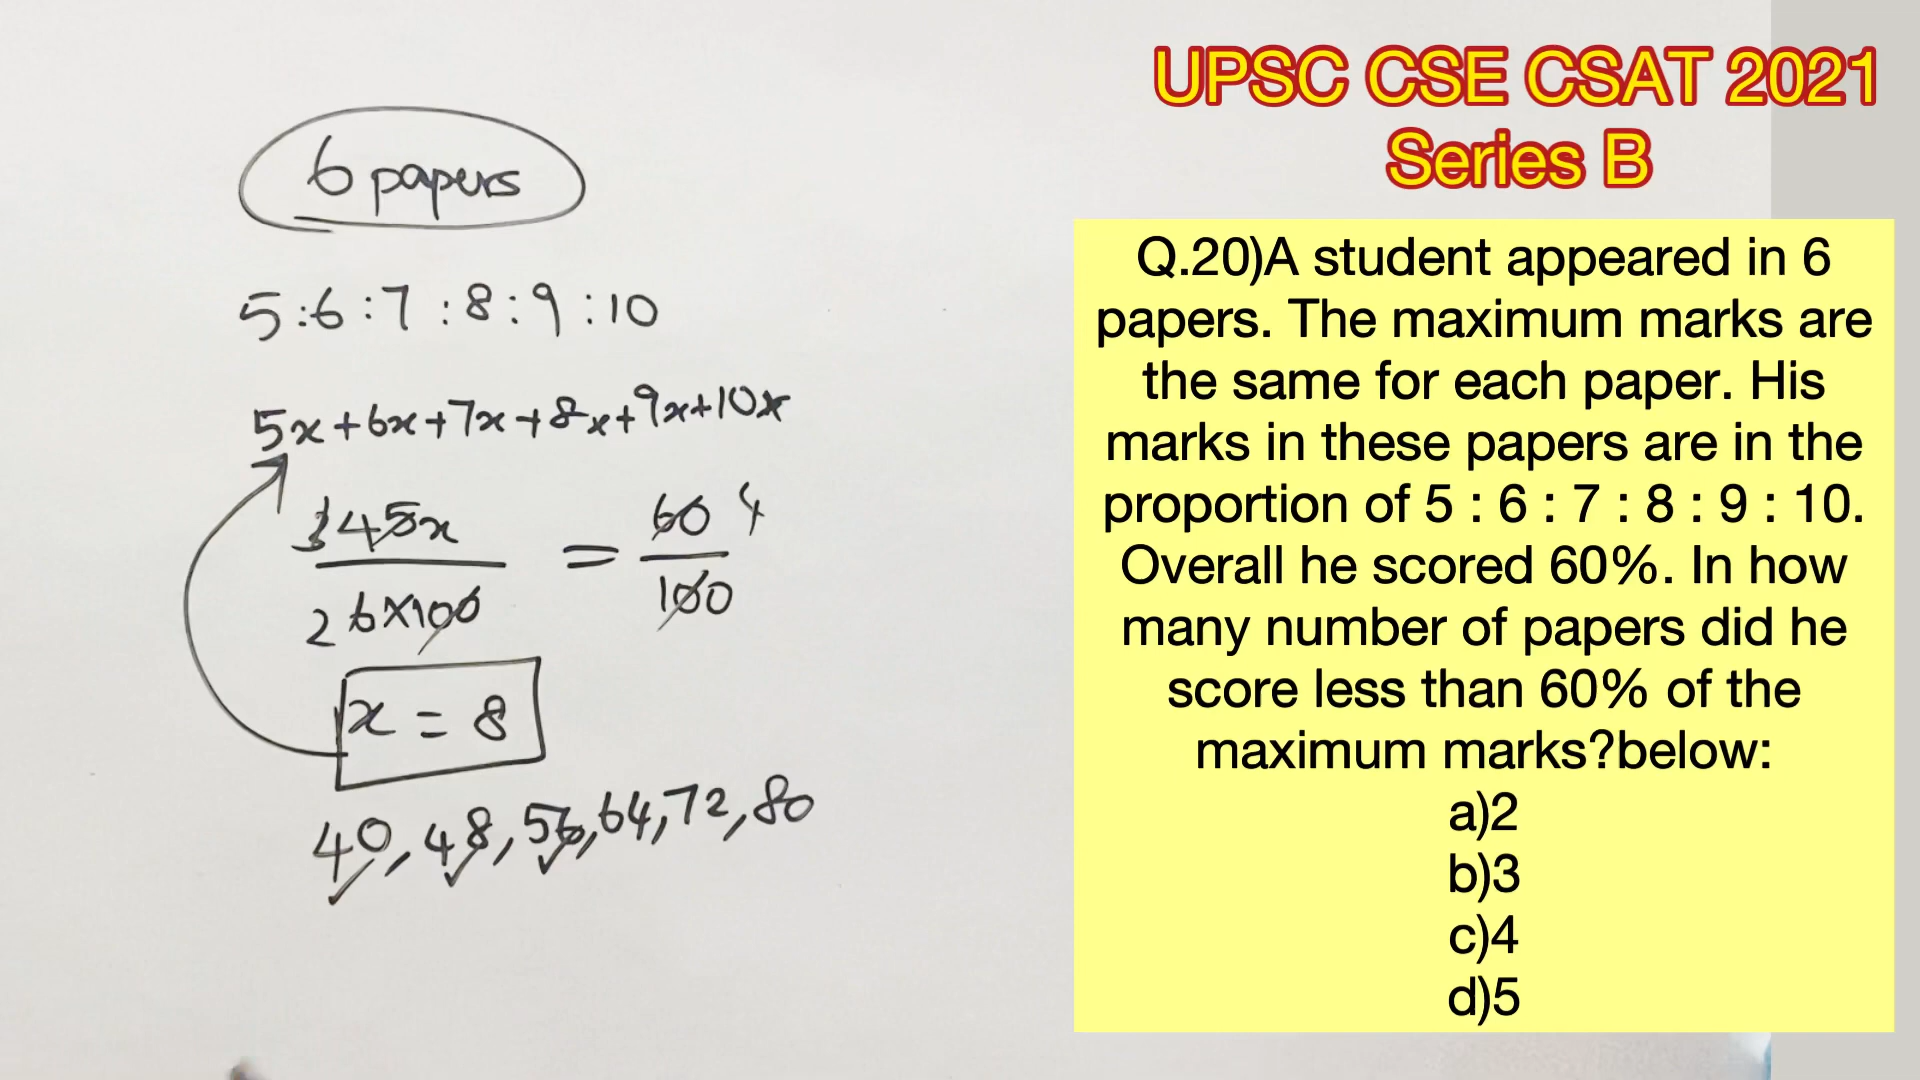 UPSC CSE CSAT 2021
Series B
6 papers
5:6:7:8:9:10
5x+6x+7x+8x+9x+10x
3 45x = 60 4
2 6×100 100
x = 8
40, 48, 56, 64, 72, 80
Q.20)A student appeared in 6
papers. The maximum marks are
the same for each paper. His
marks in these papers are in the
proportion of 5 : 6 : 7 : 8 : 9 : 10.
Overall he scored 60%. In how
many number of papers did he
score less than 60% of the
maximum marks?below:
a)2
b)3
c)4
d)5